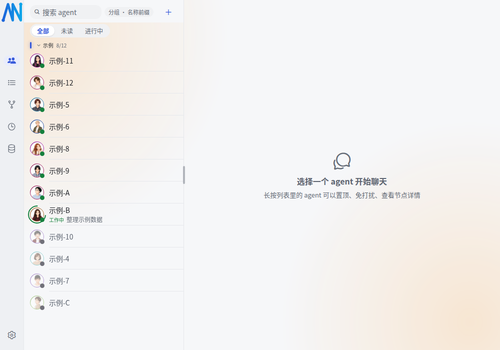 搜索 agent
分组 · 名称前缀
+
全部 未读 进行中
示例 8/12
示例-11
示例-12
示例-5
示例-6
示例-8
示例-9
示例-A
示例-B
工作中 整理示例数据
示例-10
示例-4
示例-7
示例-C
选择一个 agent 开始聊天
长按列表里的 agent 可以置顶、免打扰、查看节点详情